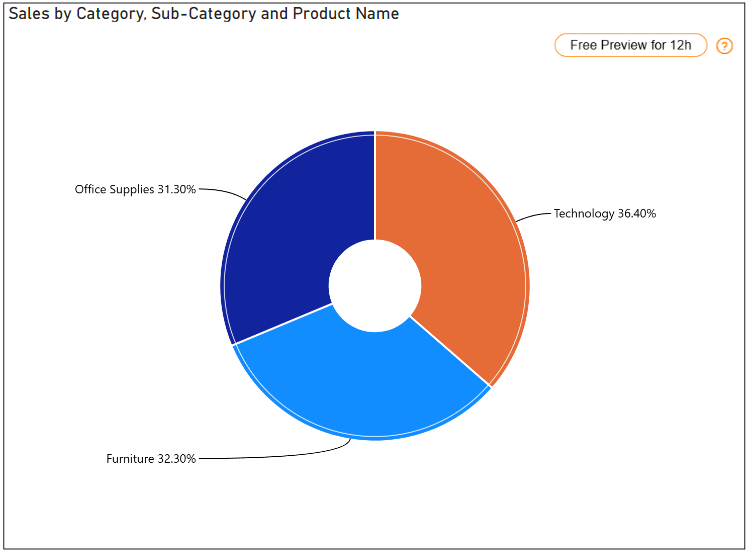 Sales by Category, Sub-Category and Product Name
Free Preview for 12h
?
Office Supplies 31.30%
Technology 36.40%
Furniture 32.30%